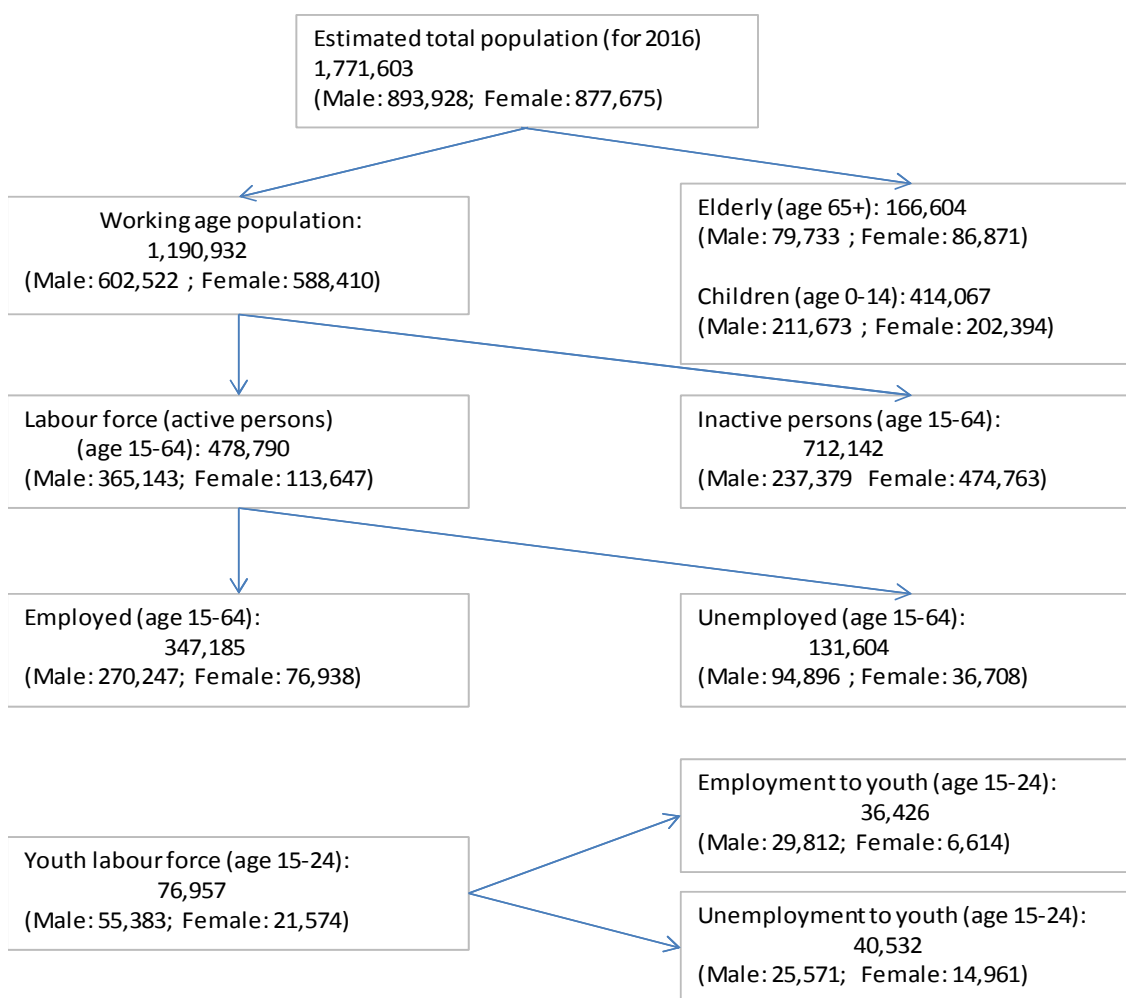 Estimated total population (for 2016)
1,771,603
(Male: 893,928; Female: 877,675)
Working age population:
1,190,932
(Male: 602,522 ; Female: 588,410)
Elderly (age 65+): 166,604
(Male: 79,733 ; Female: 86,871)
Children (age 0-14): 414,067
(Male: 211,673 ; Female: 202,394)
Labour force (active persons)
(age 15-64): 478,790
(Male: 365,143; Female: 113,647)
Inactive persons (age 15-64):
712,142
(Male: 237,379 Female: 474,763)
Employed (age 15-64):
347,185
(Male: 270,247; Female: 76,938)
Unemployed (age 15-64):
131,604
(Male: 94,896 ; Female: 36,708)
Youth labour force (age 15-24):
76,957
(Male: 55,383; Female: 21,574)
Employment to youth (age 15-24):
36,426
(Male: 29,812; Female: 6,614)
Unemployment to youth (age 15-24):
40,532
(Male: 25,571; Female: 14,961)